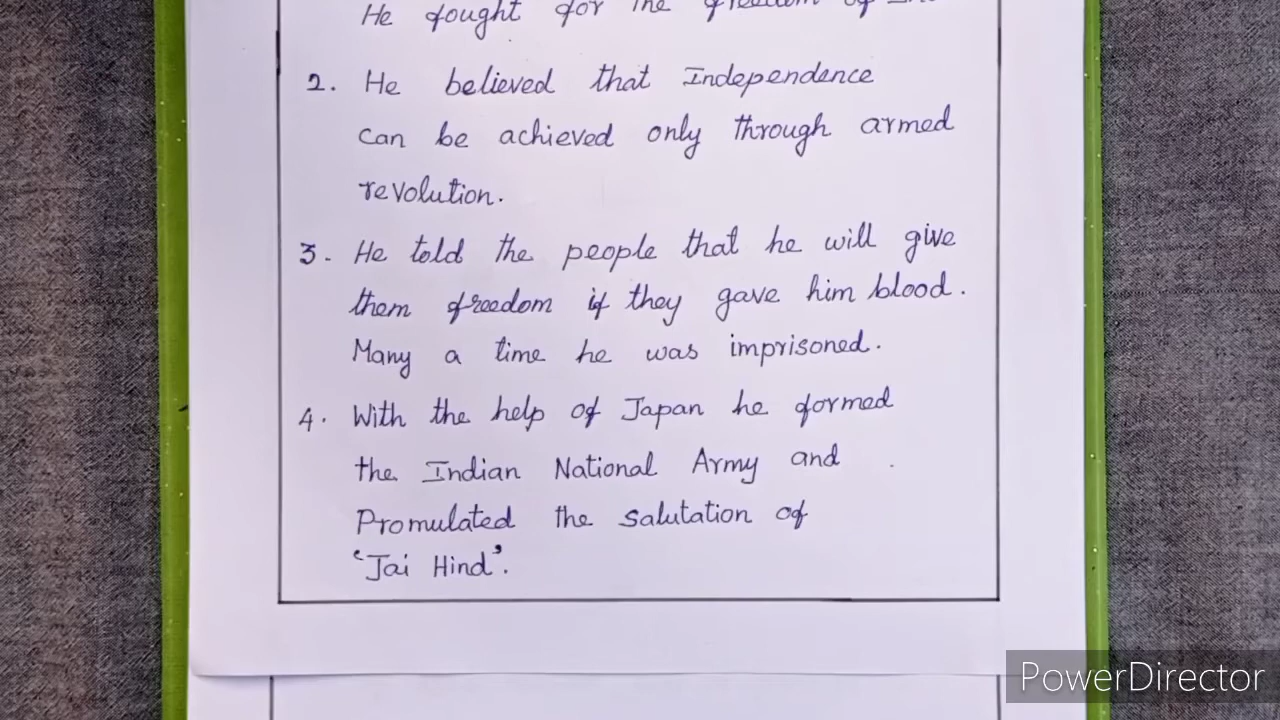 He fought for the freedom of
2. He believed that Independence
can be achieved only through armed
revolution.
3. He told the people that he will give
them freedom if they gave him blood.
Many a time he was imprisoned.
4. With the help of Japan he formed
the Indian National Army and
Promulated the salutation of
‘Jai Hind’.
PowerDirector